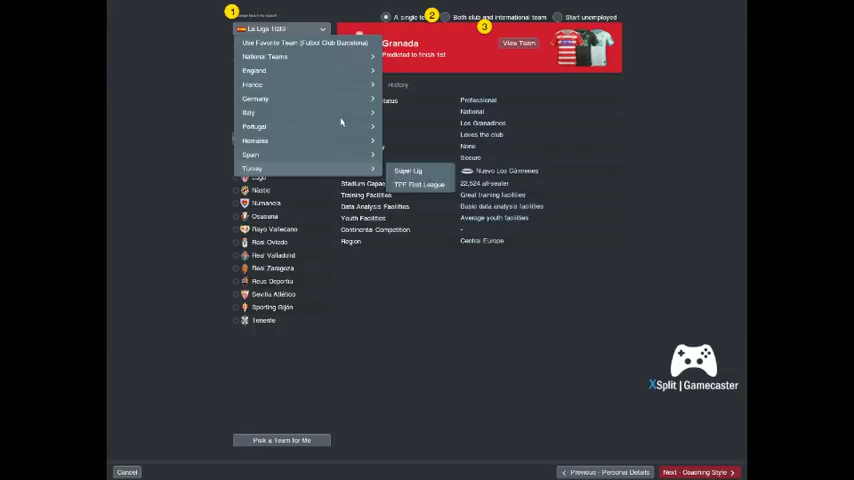 1
2
3
A single te
Both club and international team
Start unemployed
La Liga 1|2|3
Use Favorite Team (Futbol Club Barcelona)
National Teams
England
France
Germany
Italy
Portugal
Romania
Spain
Turkey
Super Lig
TFF First League
Granada
Predicted to finish 1st
View Team
History
tatus
Professional
National
Los Granadinos
Loves the club
None
Secure
Nuevo Los Cármenes
Stadium Capac
22,524 all-seater
Training Facilities
Great training facilities
Data Analysis Facilities
Basic data analysis facilities
Youth Facilities
Average youth facilities
Continental Competition
-
Region
Central Europe
Lugo
Nàstic
Numancia
Osasuna
Rayo Vallecano
Real Oviedo
Real Valladolid
Real Zaragoza
Reus Deportiu
Sevilla Atlético
Sporting Gijón
Tenerife
Pick a Team for Me
XSplit | Gamecaster
Cancel
Previous - Personal Details
Next - Coaching Style